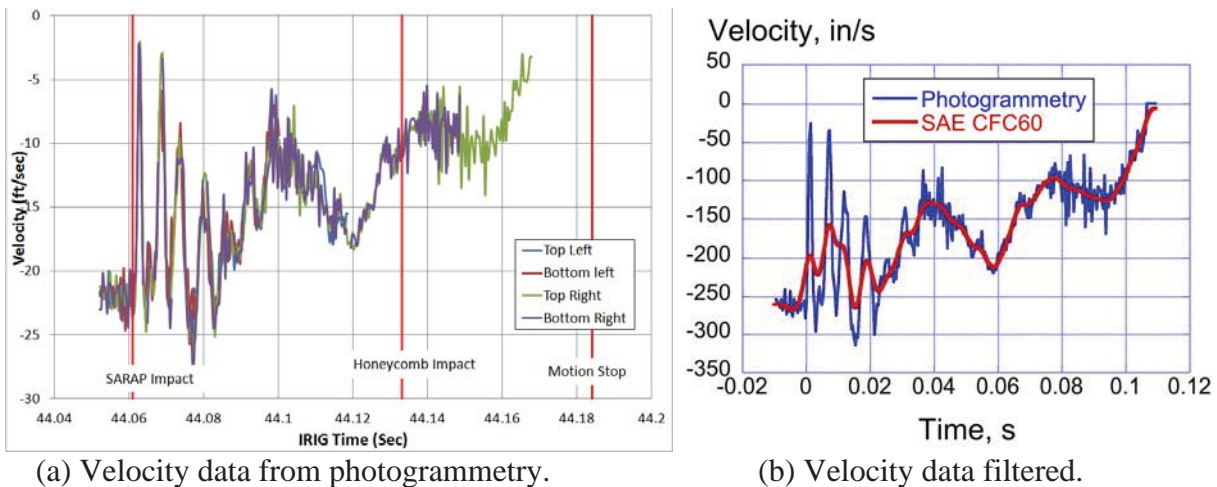 0
-5
-10
-15
-20
-25
-30
Velocity (ft/sec)
44.04
44.06
44.08
44.1
44.12
44.14
44.16
44.18
44.2
IRIG Time (Sec)
SARAP Impact
Honeycomb Impact
Motion Stop
Top Left
Bottom left
Top Right
Bottom Right
(a) Velocity data from photogrammetry.
Velocity, in/s
50
0
-50
-100
-150
-200
-250
-300
-350
-0.02
0
0.02
0.04
0.06
0.08
0.1
0.12
Time, s
Photogrammetry
SAE CFC60
(b) Velocity data filtered.